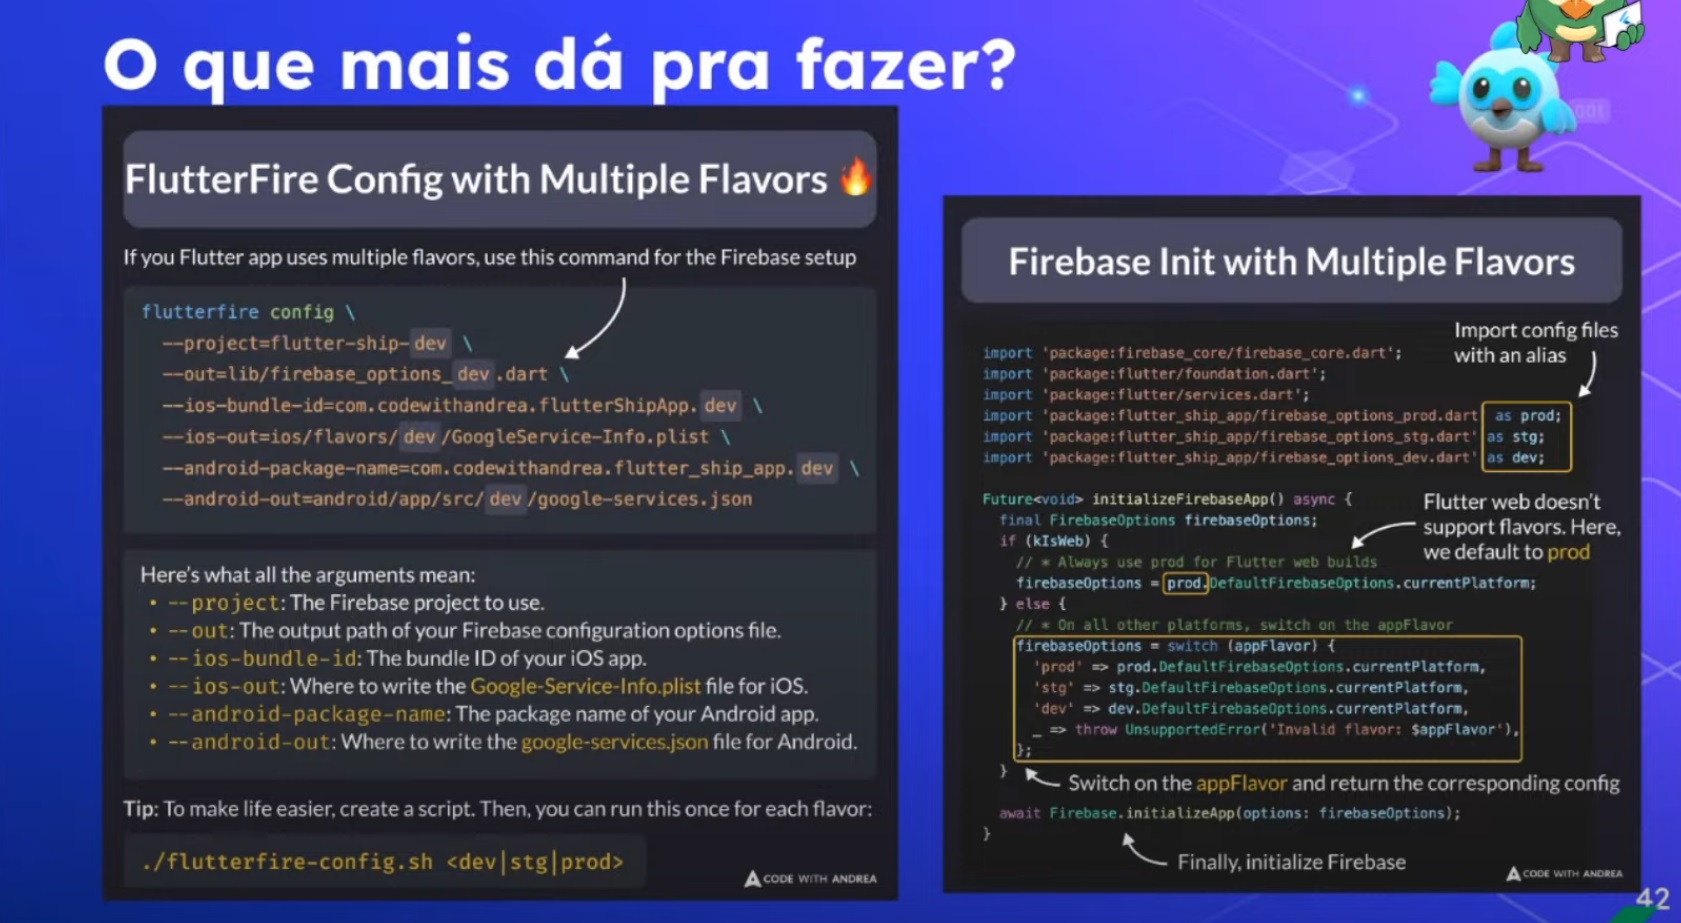 O que mais dá pra fazer?
FlutterFire Config with Multiple Flavors 🔥
If you Flutter app uses multiple flavors, use this command for the Firebase setup
flutterfire config \
--project=flutter-ship-dev \
--out=lib/firebase_options_dev.dart \
--ios-bundle-id=com.codewithandrea.flutterShipApp.dev \
--ios-out=ios/flavors/dev/GoogleService-Info.plist \
--android-package-name=com.codewithandrea.flutter_ship_app.dev \
--android-out=android/app/src/dev/google-services.json
Here's what all the arguments mean:
• --project: The Firebase project to use.
• --out: The output path of your Firebase configuration options file.
• --ios-bundle-id: The bundle ID of your iOS app.
• --ios-out: Where to write the Google-Service-Info.plist file for iOS.
• --android-package-name: The package name of your Android app.
• --android-out: Where to write the google-services.json file for Android.
Tip: To make life easier, create a script. Then, you can run this once for each flavor:
./flutterfire-config.sh <dev|stg|prod>
CODE WITH ANDREA
001
Firebase Init with Multiple Flavors
Import config files
with an alias
import 'package:firebase_core/firebase_core.dart';
import 'package:flutter/foundation.dart';
import 'package:flutter/services.dart';
import 'package:flutter_ship_app/firebase_options_prod.dart as prod;
import 'package:flutter_ship_app/firebase_options_stg.dart' as stg;
import 'package:flutter_ship_app/firebase_options_dev.dart' as dev;
Future<void> initializeFirebaseApp() async {
final FirebaseOptions firebaseOptions;
if (kIsWeb) {
// * Always use prod for Flutter web builds
firebaseOptions = prod.DefaultFirebaseOptions.currentPlatform;
} else {
// * On all other platforms, switch on the appFlavor
firebaseOptions = switch (appFlavor) {
'prod' => prod.DefaultFirebaseOptions.currentPlatform,
'stg' => stg.DefaultFirebaseOptions.currentPlatform,
'dev' => dev.DefaultFirebaseOptions.currentPlatform,
_ => throw UnsupportedError('Invalid flavor: $appFlavor'),
};
}
await Firebase.initializeApp(options: firebaseOptions);
}
Flutter web doesn't
support flavors. Here,
we default to prod
Switch on the appFlavor and return the corresponding config
Finally, initialize Firebase
CODE WITH ANDREA
42